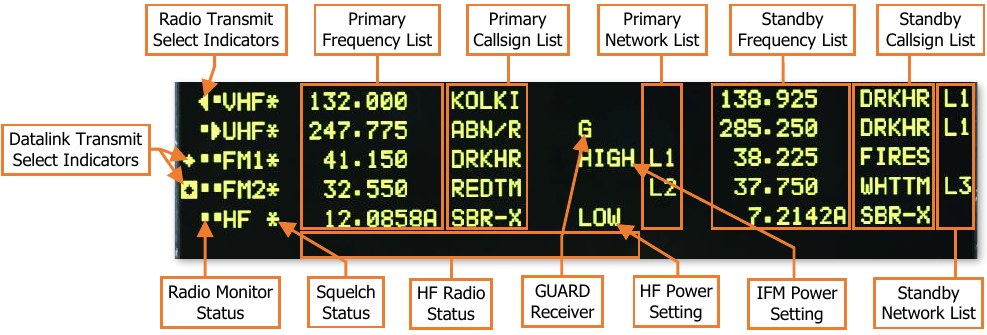 Radio Transmit
Select Indicators
Primary
Frequency List
Primary
Callsign List
Primary
Network List
Standby
Frequency List
Standby
Callsign List
VHF* 132.000 KOLKI 138.925 DRKHR L1
UHF* 247.775 ABN/R G 285.250 DRKHR L1
FM1* 41.150 DRKHR HIGH L1 38.225 FIRES
FM2* 32.550 REDTM L2 37.750 WHTTM L3
HF * 12.0858A SBR-X LOW 7.2142A SBR-X
Datalink Transmit
Select Indicators
Radio Monitor
Status
Squelch
Status
HF Radio
Status
GUARD
Receiver
HF Power
Setting
IFM Power
Setting
Standby
Network List